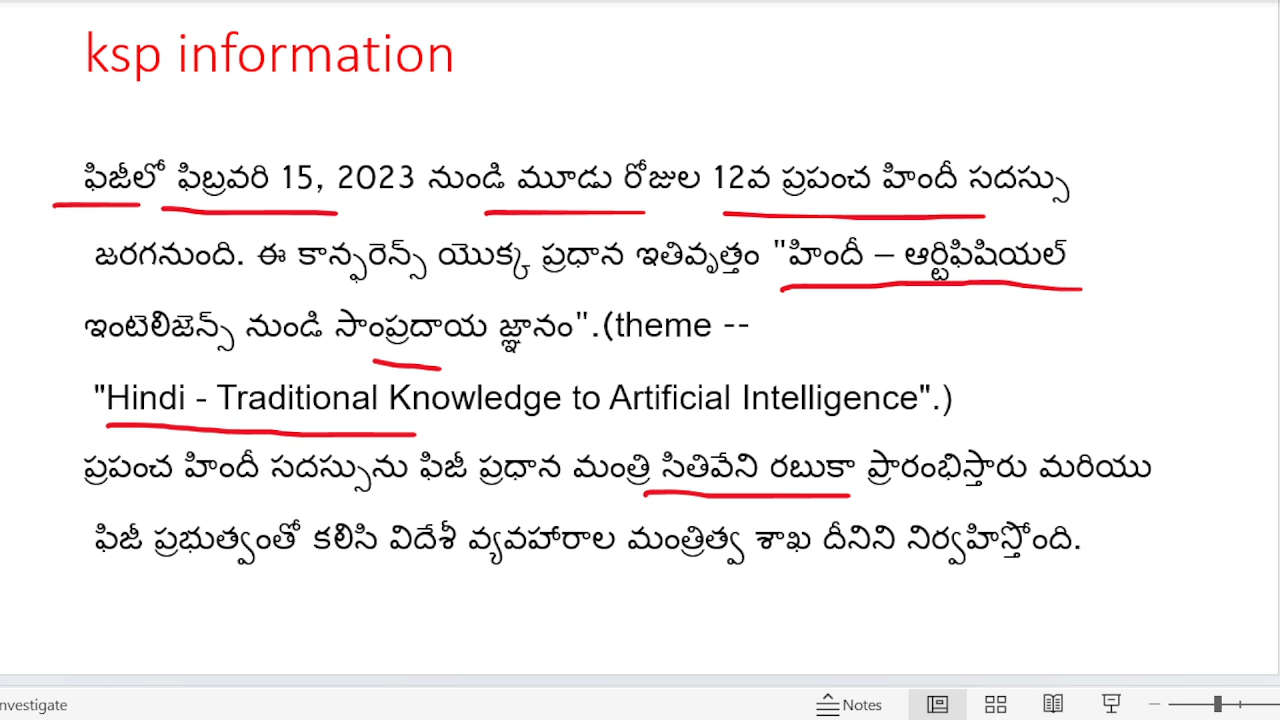 ksp information
ఫిజీలో ఫిబ్రవరి 15, 2023 నుండి మూడు రోజుల 12వ ప్రపంచ హిందీ సదస్సు
జరగనుంది. ఈ కాన్ఫరెన్స్ యొక్క ప్రధాన ఇతివృత్తం "హిందీ – ఆర్టిఫిషియల్
ఇంటెలిజెన్స్ నుండి సాంప్రదాయ జ్ఞానం".(theme --
"Hindi - Traditional Knowledge to Artificial Intelligence".)
ప్రపంచ హిందీ సదస్సును ఫిజీ ప్రధాన మంత్రి సితివేని రబుకా ప్రారంభిస్తారు మరియు
ఫిజీ ప్రభుత్వంతో కలిసి విదేశీ వ్యవహారాల మంత్రిత్వ శాఖ దీనిని నిర్వహిస్తోంది.
nvestigate Notes